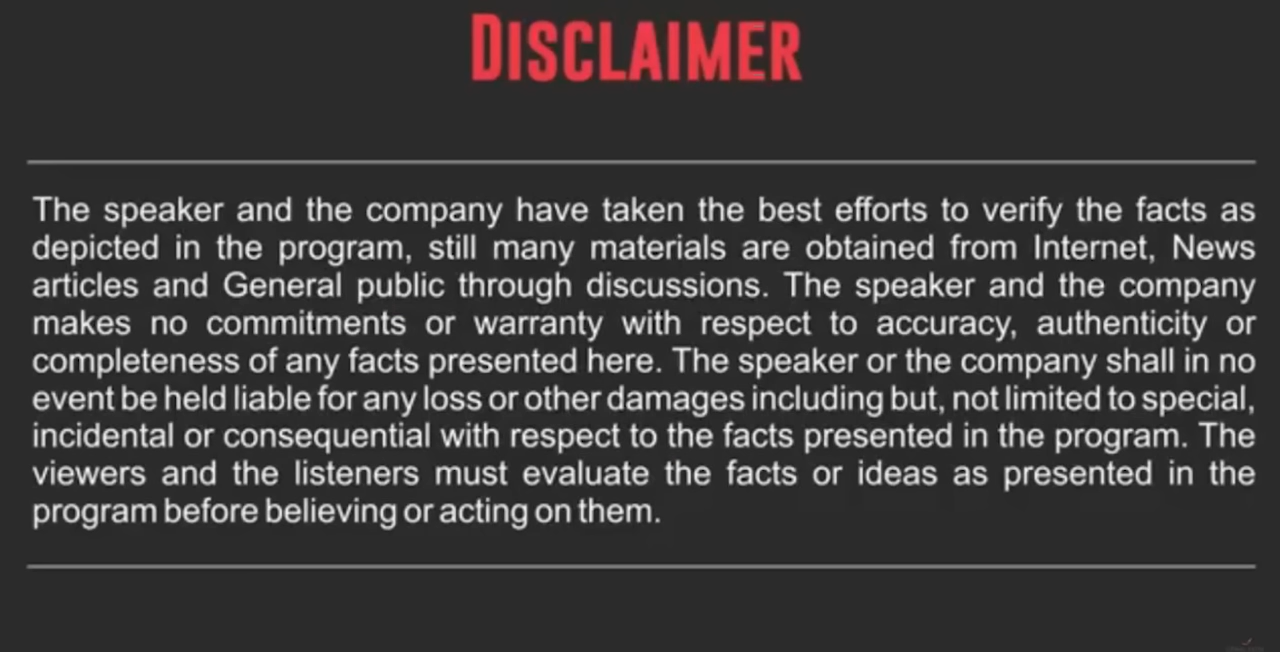 DISCLAIMER
The speaker and the company have taken the best efforts to verify the facts as
depicted in the program, still many materials are obtained from Internet, News
articles and General public through discussions. The speaker and the company
makes no commitments or warranty with respect to accuracy, authenticity or
completeness of any facts presented here. The speaker or the company shall in no
event be held liable for any loss or other damages including but, not limited to special,
incidental or consequential with respect to the facts presented in the program. The
viewers and the listeners must evaluate the facts or ideas as presented in the
program before believing or acting on them.